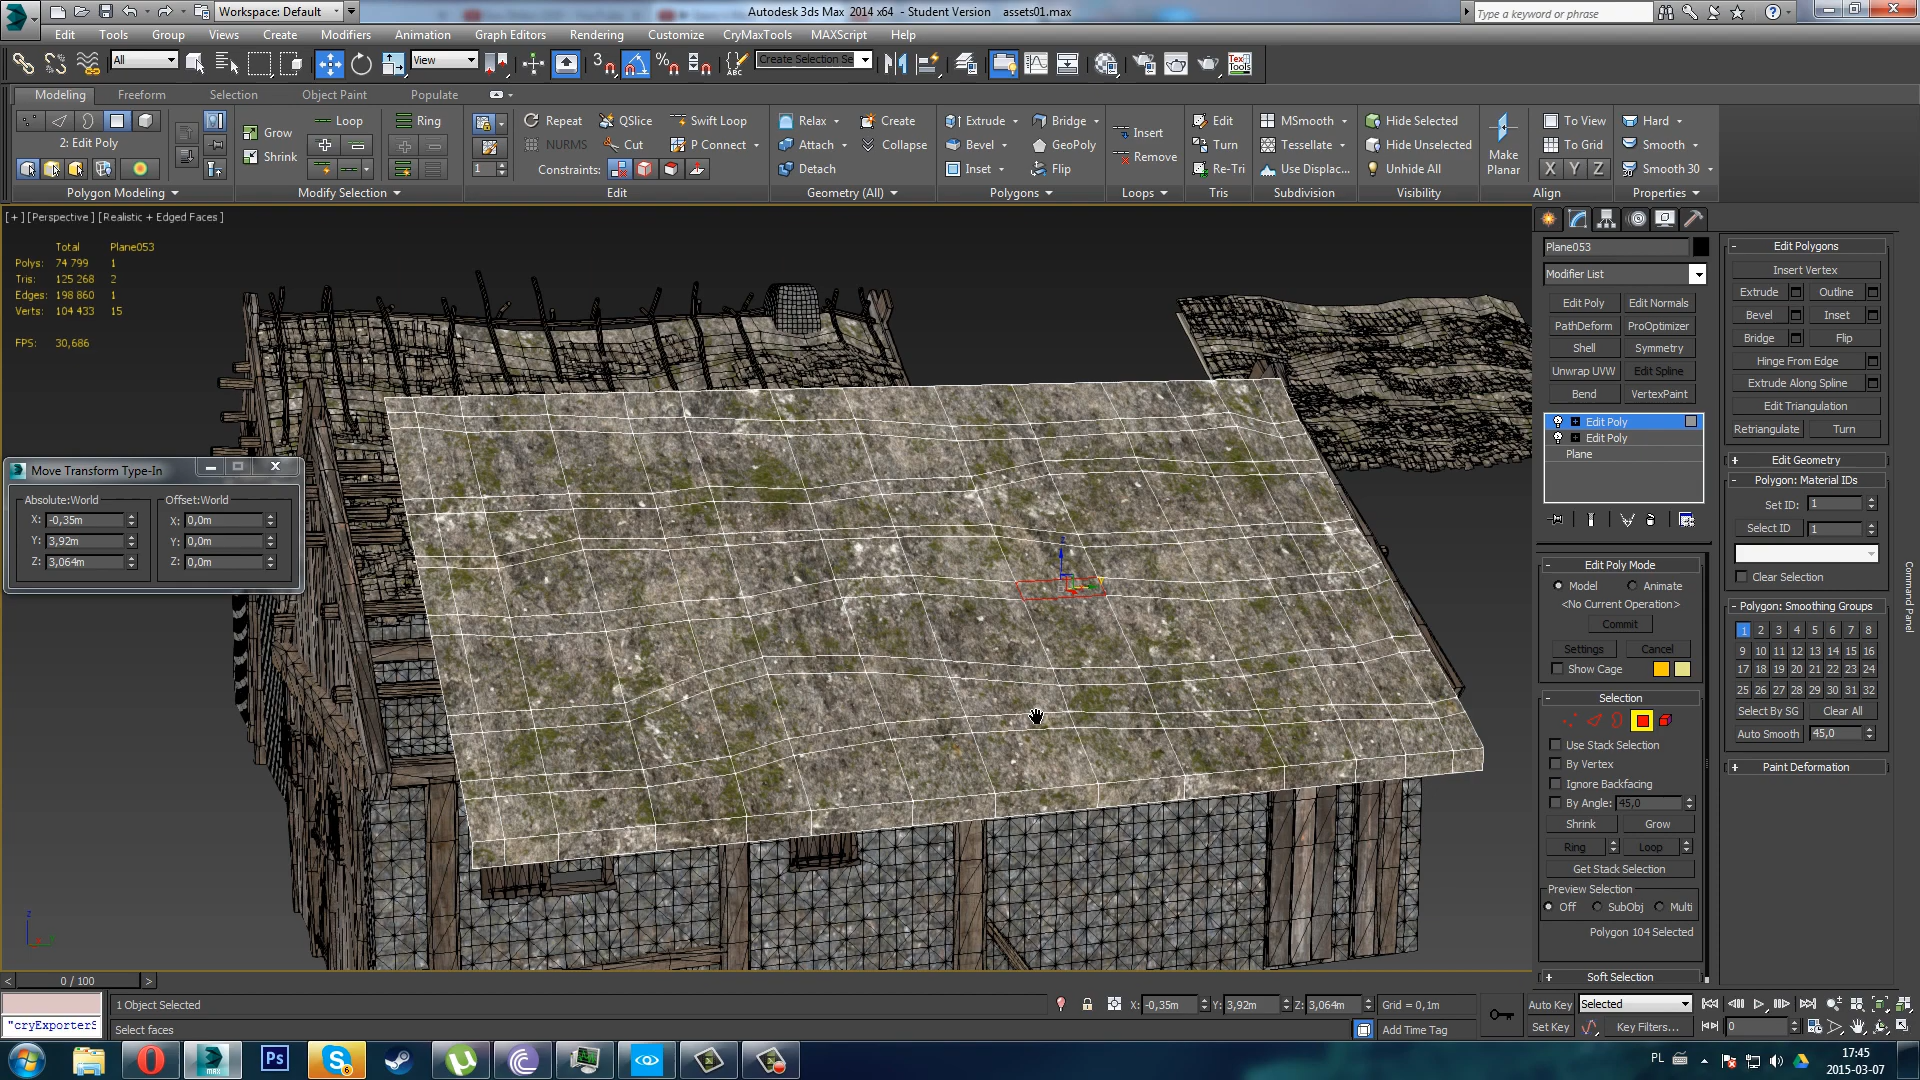 Workspace: Default
Autodesk 3ds Max 2014 x64 - Student Version assets01.max
Type a keyword or phrase
Edit Tools Group Views Create Modifiers Animation Graph Editors Rendering Customize CryMaxTools MAXScript Help
All
View
3
Create Selection Se
Modeling Freeform Selection Object Paint Populate
Grow Loop Ring Repeat QSlice Swift Loop Relax Create Extrude Bridge Insert Edit MSmooth Hide Selected To View Hard
2: Edit Poly
Shrink NURMS Cut P Connect Attach Collapse Bevel GeoPoly Remove Turn Tessellate Hide Unselected Make Planar To Grid Smooth
1 Constraints: Detach Inset Flip Re-Tri Use Displac... Unhide All X Y Z Smooth 30
Polygon Modeling Modify Selection Edit Geometry (All) Polygons Loops Tris Subdivision Visibility Align Properties
[+] [Perspective] [Realistic + Edged Faces]
Total Plane053
Polys: 74 799 1
Tris: 125 268 2
Edges: 198 860 1
Verts: 104 433 15
FPS: 30,686
Move Transform Type-In
Absolute:World Offset:World
X: -0,35m X: 0,0m
Y: 3,92m Y: 0,0m
Z: 3,064m Z: 0,0m
Plane053
Modifier List
Edit Poly Edit Normals
PathDeform ProOptimizer
Shell Symmetry
Unwrap UVW Edit Spline
Bend VertexPaint
Edit Poly
Edit Poly
Plane
Edit Poly Mode
Model Animate
<No Current Operation>
Commit
Settings Cancel
Show Cage
Selection
Use Stack Selection
By Vertex
Ignore Backfacing
By Angle: 45,0
Shrink Grow
Ring Loop
Get Stack Selection
Preview Selection
Off SubObj Multi
Polygon 104 Selected
+ Soft Selection
- Edit Polygons
Insert Vertex
Extrude Outline
Bevel Inset
Bridge Flip
Hinge From Edge
Extrude Along Spline
Edit Triangulation
Retriangulate Turn
+ Edit Geometry
- Polygon: Material IDs
Set ID: 1
Select ID 1
Clear Selection
- Polygon: Smoothing Groups
1 2 3 4 5 6 7 8
9 10 11 12 13 14 15 16
17 18 19 20 21 22 23 24
25 26 27 28 29 30 31 32
Select By SG Clear All
Auto Smooth 45,0
+ Paint Deformation
Command Panel
z
< 0 / 100 >
1 Object Selected X: -0,35m Y: 3,92m Z: 3,064m Grid = 0,1m Auto Key Selected
"cryExporterS
Select faces Add Time Tag Set Key Key Filters... 0
MAX
Ps
S
6
PL
17:45
2015-03-07